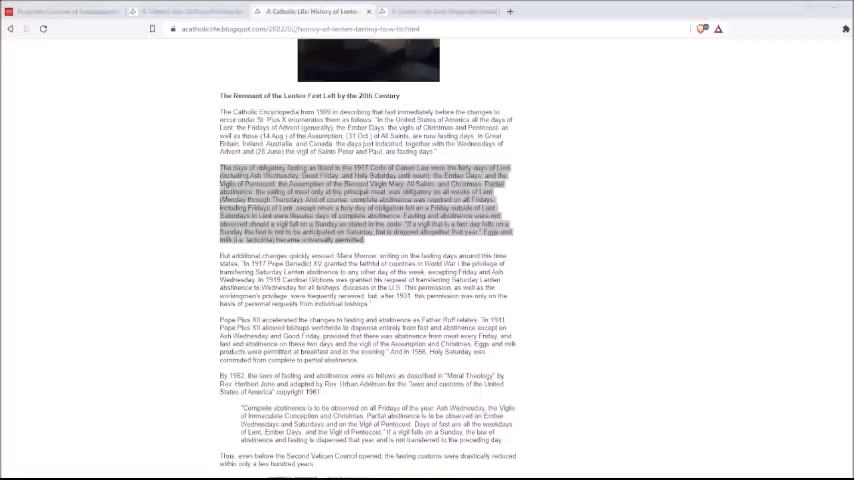 A Catholic Life: History of Lenten
acatholiclife.blogspot.com/2022/02/history-of-lenten-fasting-how-to.html
The Remnant of the Lenten Fast Left by the 20th Century
The Catholic Encyclopedia from 1909 in describing that fast immediately before the changes to
occur under St. Pius X enumerates them as follows: "In the United States of America all the days of
Lent; the Fridays of Advent (generally); the Ember Days; the vigils of Christmas and Pentecost, as
well as those (14 Aug.) of the Assumption; (31 Oct.) of All Saints, are now fasting days. In Great
Britain, Ireland, Australia and Canada, the days just indicated, together with the Wednesdays of
Advent and (28 June) the vigil of Saints Peter and Paul, are fasting days."
The days of obligatory fasting as listed in the 1917 Code of Canon Law were the forty days of Lent
(including Ash Wednesday, Good Friday, and Holy Saturday until noon); the Ember Days; and the
Vigils of Pentecost, the Assumption of the Blessed Virgin Mary, All Saints, and Christmas. Partial
abstinence, the eating of meat only at the principal meal, was obligatory on all weeks of Lent
(Monday through Thursday). And of course, complete abstinence was required on all Fridays,
including Fridays of Lent, except when a holy day of obligation fell on a Friday outside of Lent.
Saturdays in Lent were likewise days of complete abstinence. Fasting and abstinence were not
observed should a vigil fall on a Sunday as stated in the code: "If a vigil that is a fast day falls on a
Sunday the fast is not to be anticipated on Saturday, but is dropped altogether that year." Eggs and
milk (i.e. lacticinia) became universally permitted.
But additional changes quickly ensued. Mara Morrow, writing on the fasting days around this time,
states, "In 1917 Pope Benedict XV granted the faithful of countries in World War I the privilege of
transferring Saturday Lenten abstinence to any other day of the week, excepting Friday and Ash
Wednesday. In 1919 Cardinal Gibbons was granted his request of transferring Saturday Lenten
abstinence to Wednesday for all bishops' dioceses in the U.S. This permission, as well as the
workingmen's privilege, were frequently renewed, but, after 1931, this permission was only on the
basis of personal requests from individual bishops."
Pope Pius XII accelerated the changes to fasting and abstinence as Father Ruff relates: "In 1941
Pope Pius XII allowed bishops worldwide to dispense entirely from fast and abstinence except on
Ash Wednesday and Good Friday, provided that there was abstinence from meat every Friday, and
fast and abstinence on these two days and the vigil of the Assumption and Christmas. Eggs and milk
products were permitted at breakfast and in the evening." And in 1956, Holy Saturday was
commuted from complete to partial abstinence.
By 1962, the laws of fasting and abstinence were as follows as described in "Moral Theology" by
Rev. Heribert Jone and adapted by Rev. Urban Adelman for the "laws and customs of the United
States of America" copyright 1961:
"Complete abstinence is to be observed on all Fridays of the year, Ash Wednesday, the Vigils
of Immaculate Conception and Christmas. Partial abstinence is to be observed on Ember
Wednesdays and Saturdays and on the Vigil of Pentecost. Days of fast are all the weekdays
of Lent, Ember Days, and the Vigil of Pentecost." If a vigil falls on a Sunday, the law of
abstinence and fasting is dispensed that year and is not transferred to the preceding day.
Thus, even before the Second Vatican Council opened, the fasting customs were drastically reduced
within only a few hundred years.